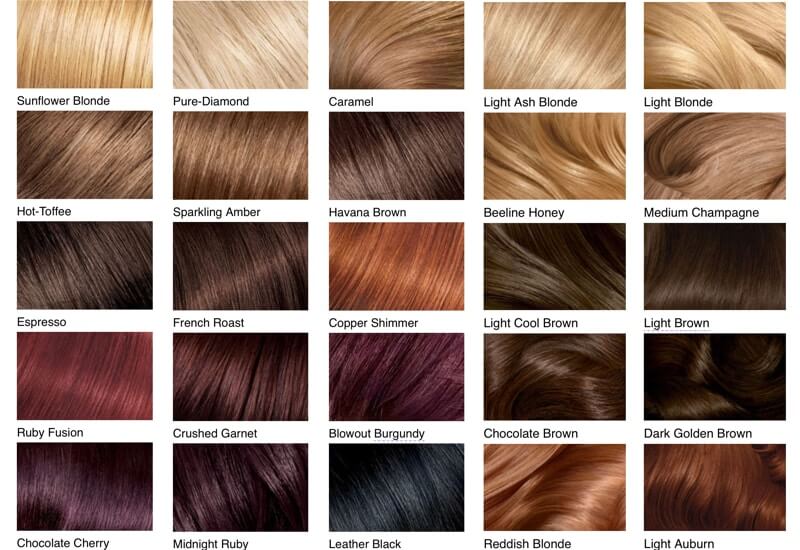 Sunflower Blonde
Pure-Diamond
Caramel
Light Ash Blonde
Light Blonde
Hot-Toffee
Sparkling Amber
Havana Brown
Beeline Honey
Medium Champagne
Espresso
French Roast
Copper Shimmer
Light Cool Brown
Light Brown
Ruby Fusion
Crushed Garnet
Blowout Burgundy
Chocolate Brown
Dark Golden Brown
Chocolate Cherry
Midnight Ruby
Leather Black
Reddish Blonde
Light Auburn